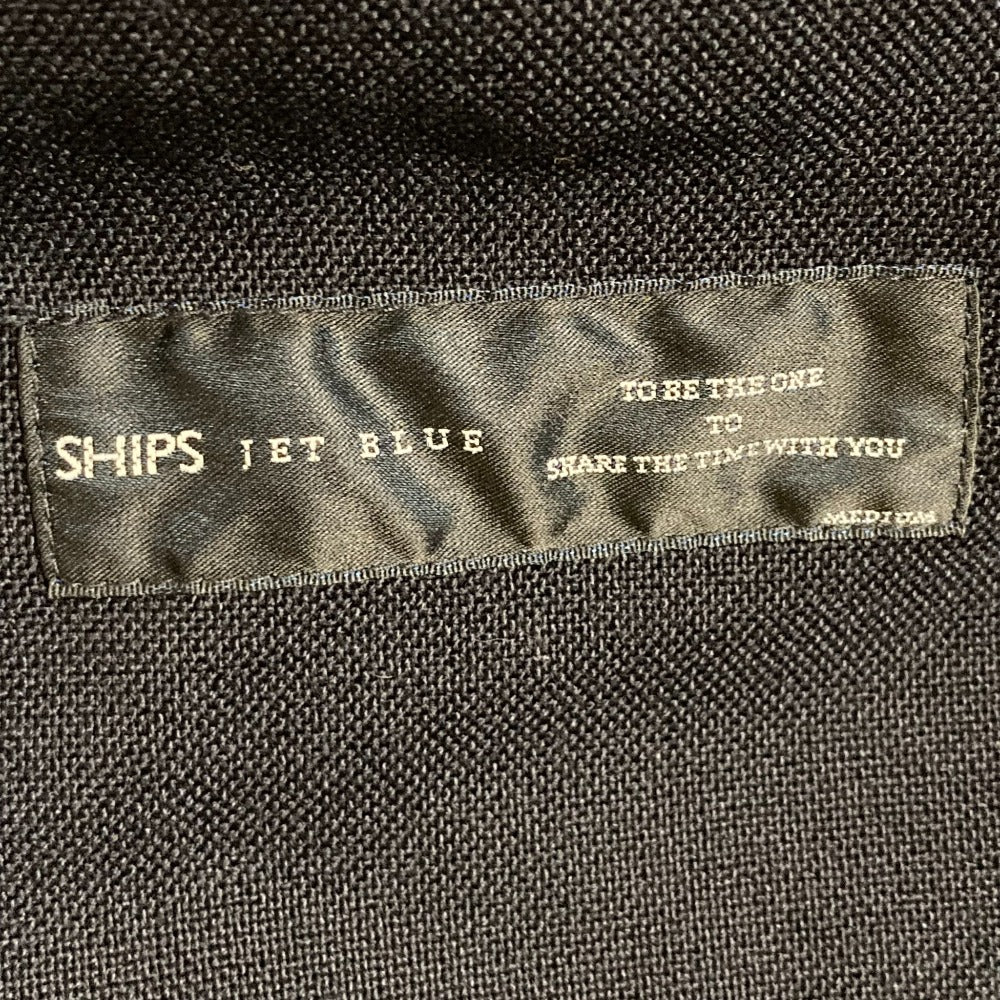 SHIPS JET BLUE
TO BE THE ONE
TO
SHARE THE TIME WITH YOU
MEDIUM